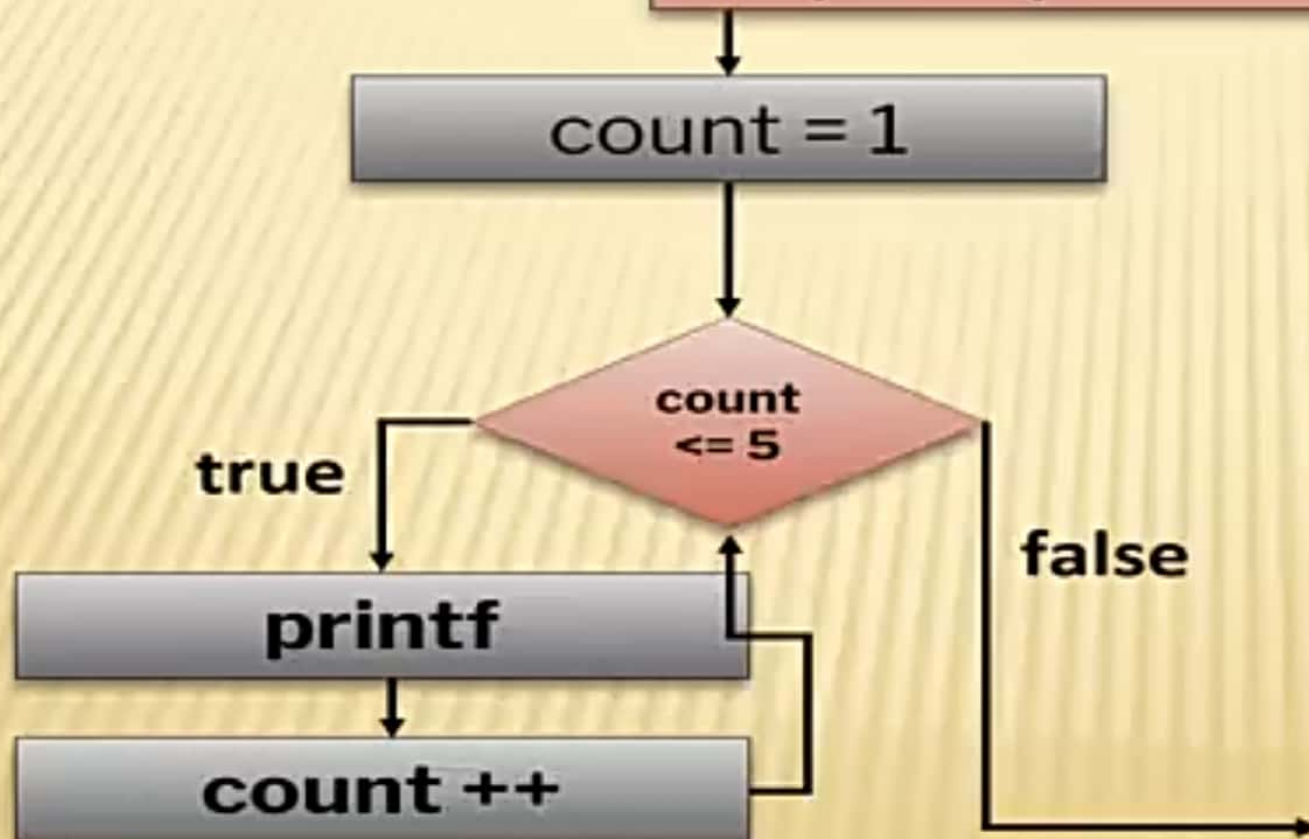 count = 1
count
<= 5
true
false
printf
count ++